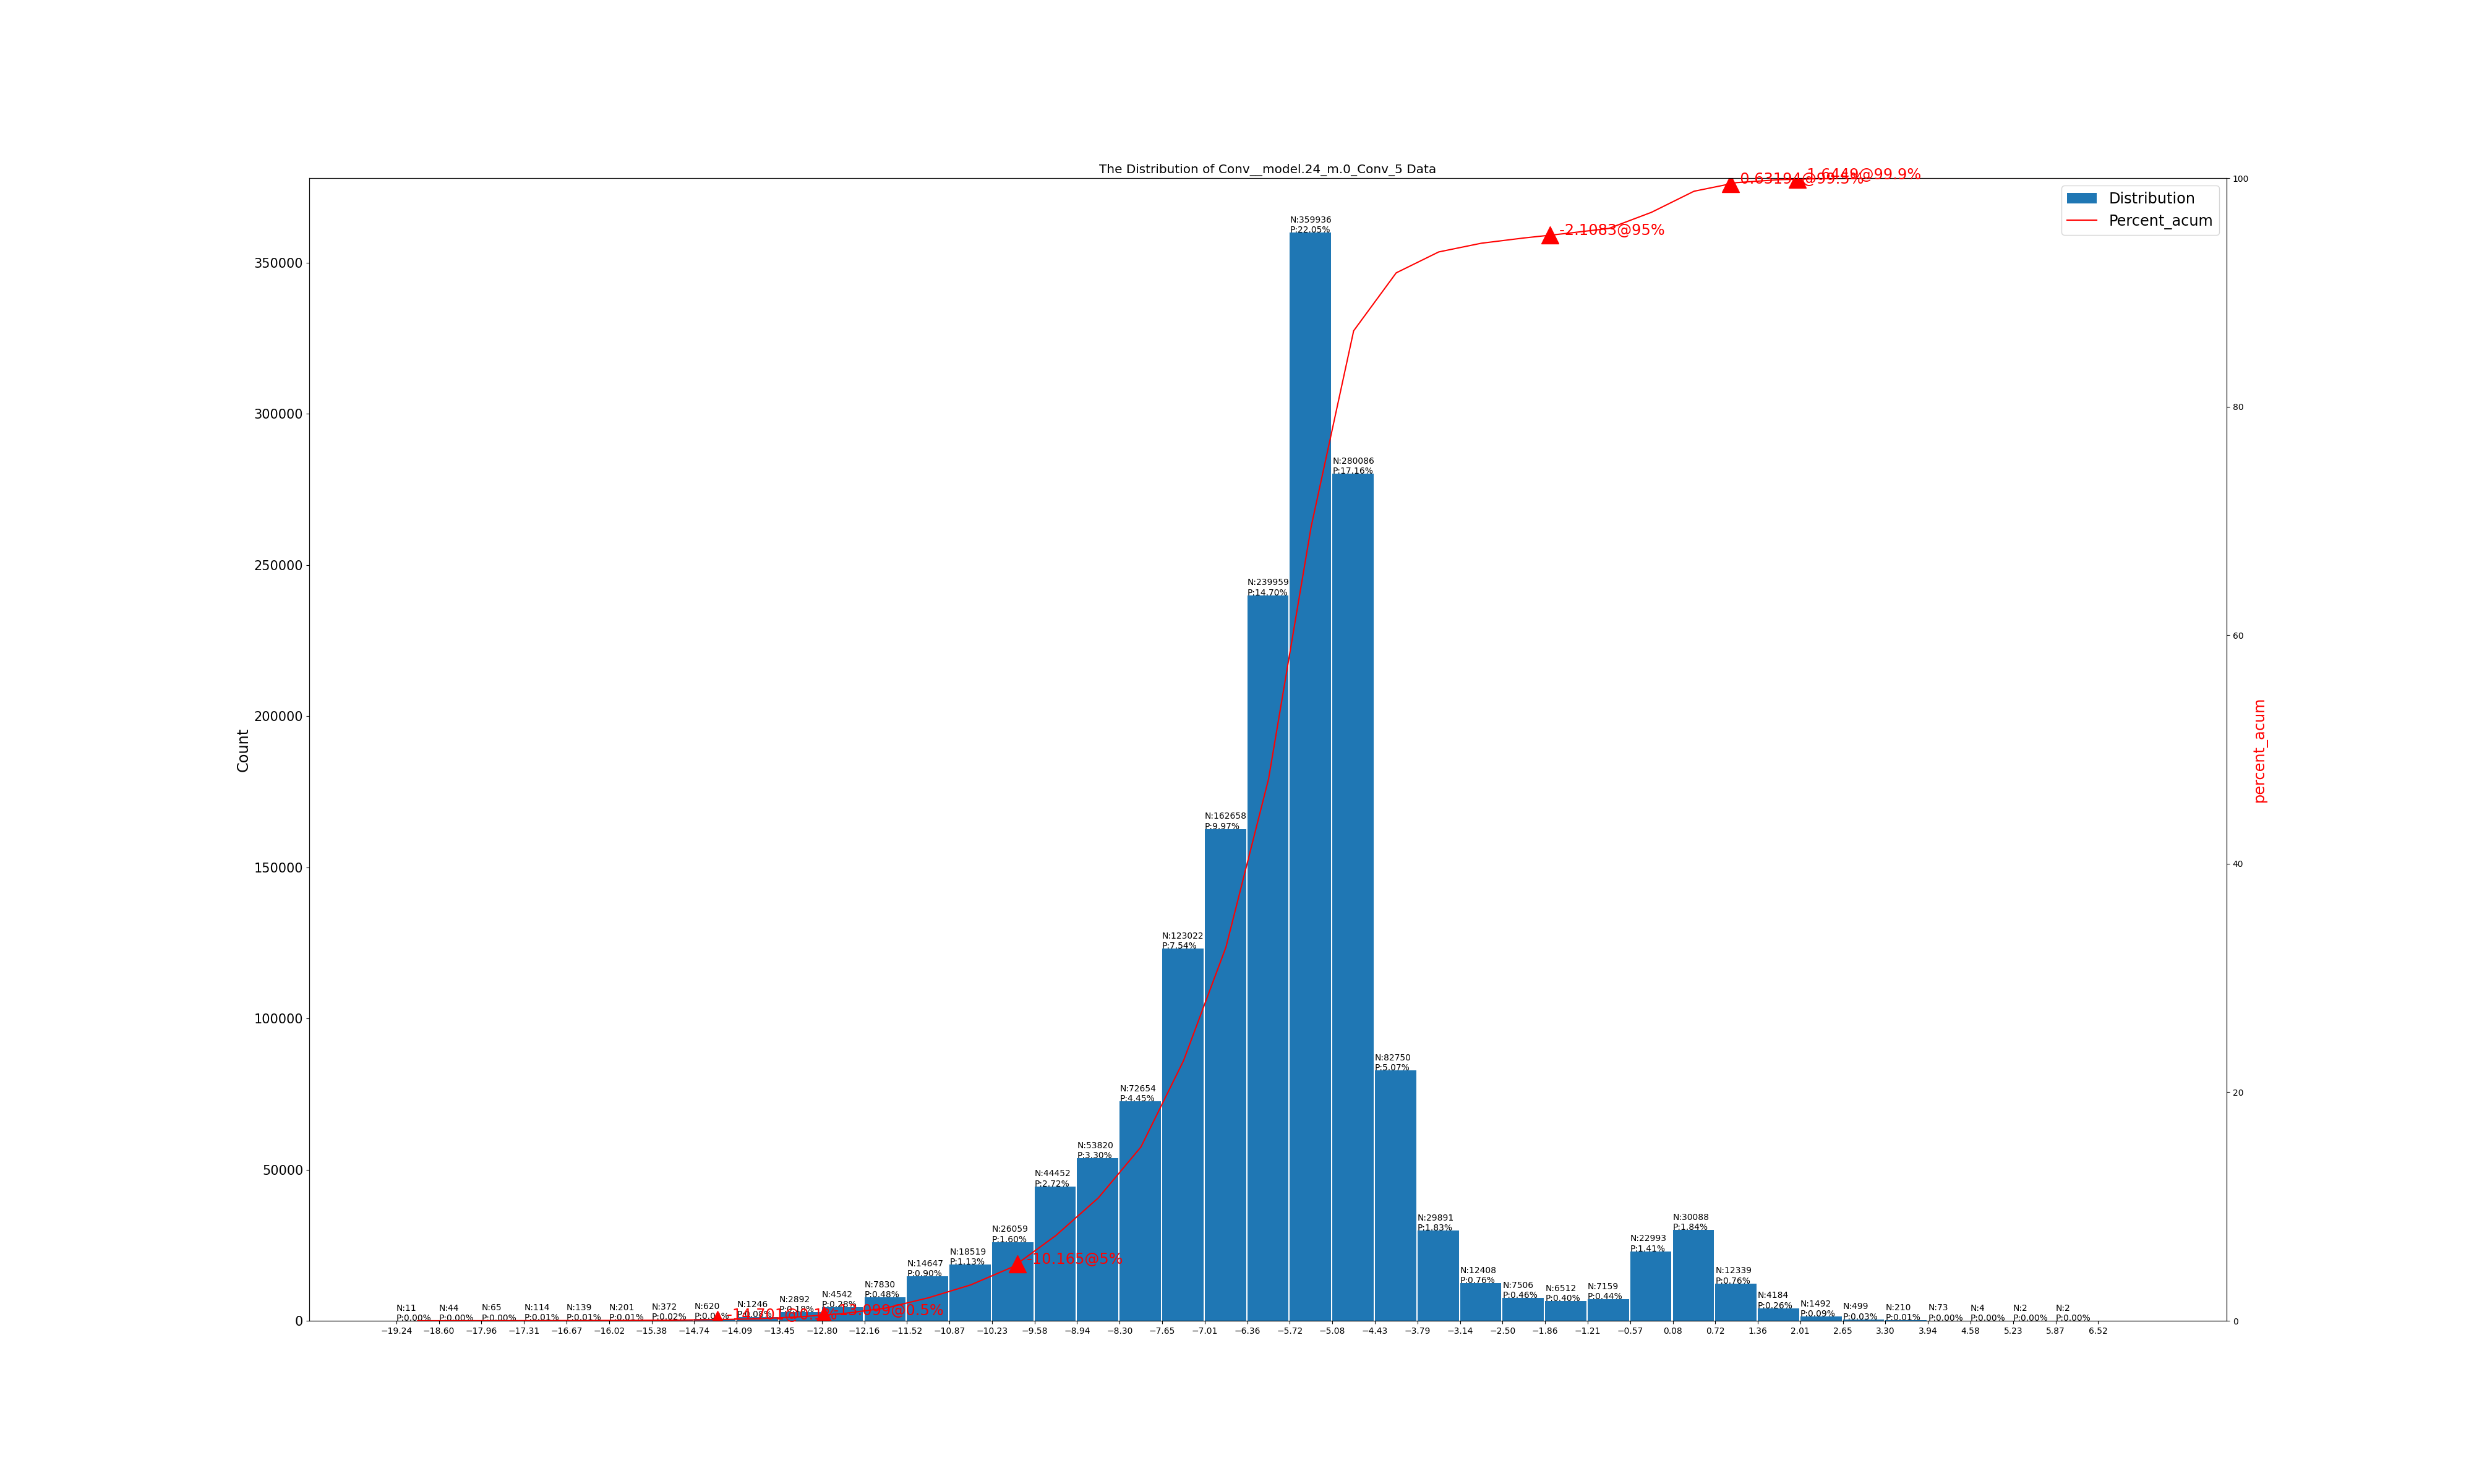 The Distribution of Conv__model.24_m.0_Conv_5 Data
Distribution
Percent_acum
Count
percent_acum
350000
300000
250000
200000
150000
100000
50000
0
100
80
60
40
20
0
N:11
P:0.00%
N:44
P:0.00%
N:65
P:0.00%
N:114
P:0.01%
N:139
P:0.01%
N:201
P:0.01%
N:372
P:0.02%
N:620
N:1246
N:2892
P:0.18%
N:4542
P:0.28%
N:7830
P:0.48%
N:14647
P:0.90%
N:18519
P:1.13%
N:26059
P:1.60%
N:44452
P:2.72%
N:53820
P:3.30%
N:72654
P:4.45%
N:123022
P:7.54%
N:162658
P:9.97%
N:239959
P:14.70%
N:359936
P:22.05%
N:280086
P:17.16%
N:82750
P:5.07%
N:29891
P:1.83%
N:12408
P:0.76%
N:7506
P:0.46%
N:6512
P:0.40%
N:7159
P:0.44%
N:22993
P:1.41%
N:30088
P:1.84%
N:12339
P:0.76%
N:4184
P:0.26%
N:1492
P:0.09%
N:499
P:0.03%
N:210
P:0.01%
N:73
P:0.00%
N:4
P:0.00%
N:2
P:0.00%
N:2
P:0.00%
-10.165@5%
-2.1083@95%
0.63194@99.5%
1.6449@99.9%
−19.24
−18.60
−17.96
−17.31
−16.67
−16.02
−15.38
−14.74
−14.09
−13.45
−12.80
−12.16
−11.52
−10.87
−10.23
−9.58
−8.94
−8.30
−7.65
−7.01
−6.36
−5.72
−5.08
−4.43
−3.79
−3.14
−2.50
−1.86
−1.21
−0.57
0.08
0.72
1.36
2.01
2.65
3.30
3.94
4.58
5.23
5.87
6.52